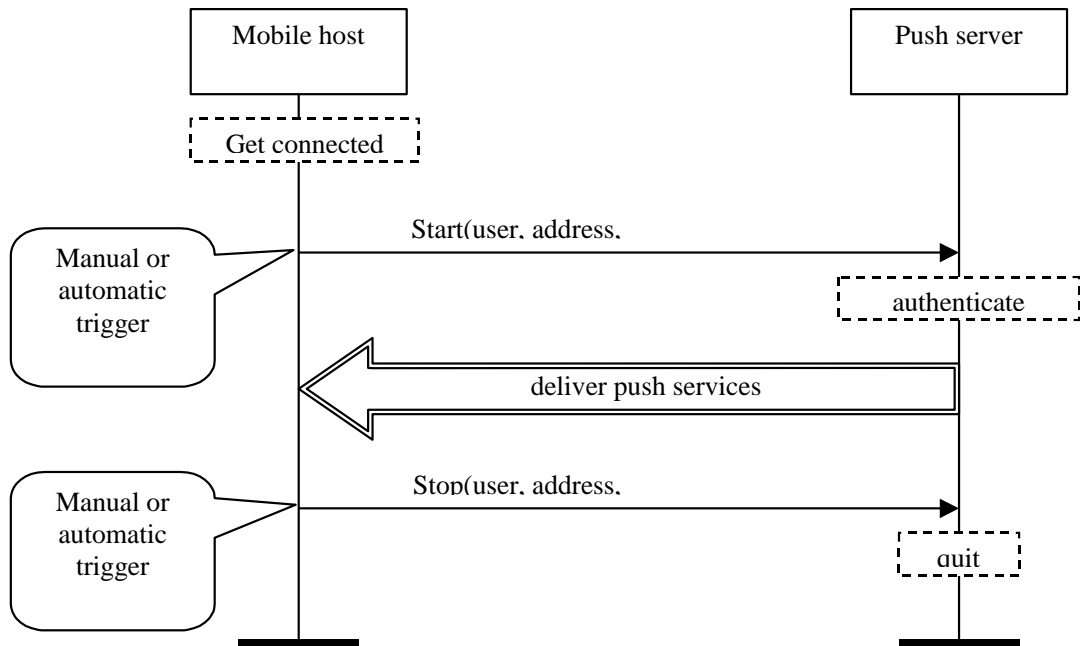 Mobile host
Push server
Get connected
Start(user, address,
Manual or
automatic
trigger
authenticate
deliver push services
Stop(user, address,
Manual or
automatic
trigger
quit